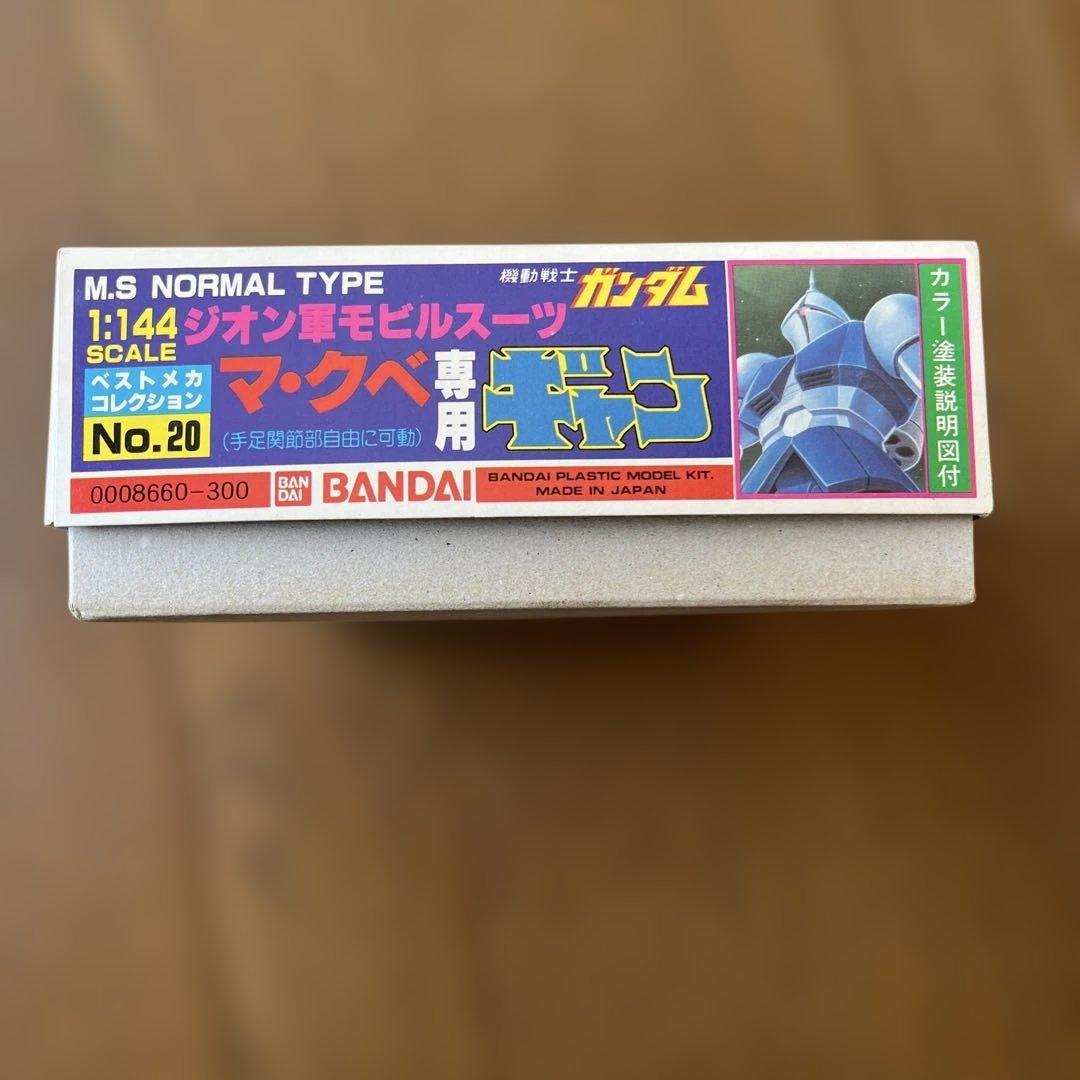 M.S NORMAL TYPE
機動戦士 ガンダム
1:144 SCALE
ジオン軍モビルスーツ
ベストメカ
コレクション
No.20
マ・クベ専用 ギャン
(手足関節部自由に可動)
0008660-300
BAN
DAI
BANDAI
BANDAI PLASTIC MODEL KIT.
MADE IN JAPAN
カラー塗装説明図付